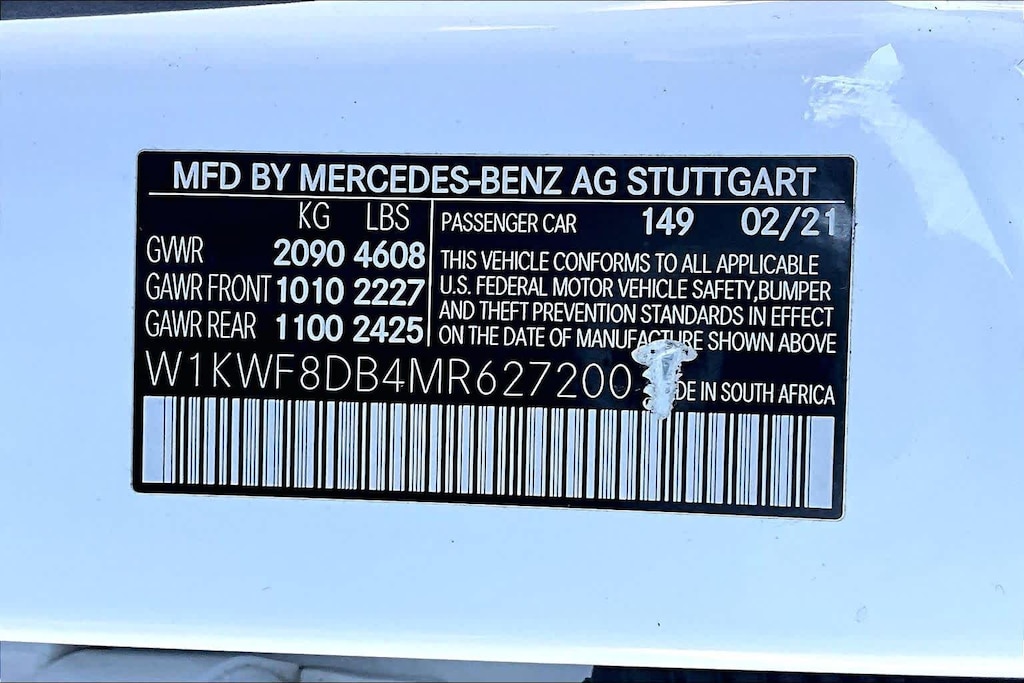 MFD BY MERCEDES-BENZ AG STUTTGART
KG LBS
GVWR 2090 4608
GAWR FRONT 1010 2227
GAWR REAR 1100 2425
PASSENGER CAR 149 02/21
THIS VEHICLE CONFORMS TO ALL APPLICABLE
U.S. FEDERAL MOTOR VEHICLE SAFETY,BUMPER
AND THEFT PREVENTION STANDARDS IN EFFECT
ON THE DATE OF MANUFACTURE SHOWN ABOVE
W1KWF8DB4MR627200
IN SOUTH AFRICA